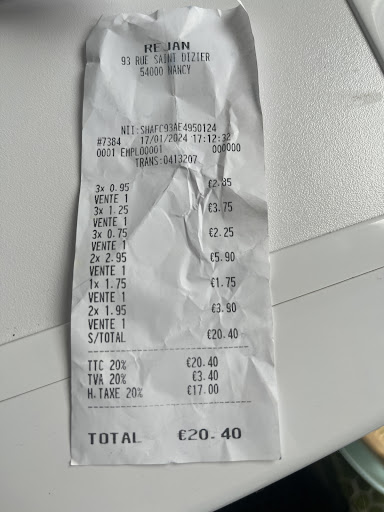 REJAN
93 RUE SAINT DIZIER
54000 NANCY
NII:SHAFC93AE4950124
#7384 17/01/2024 17:12:32
0001 EMPL00001 000000
TRANS:0413207
3x 0.95 €2.85
VENTE 1
3x 1.25 €3.75
VENTE 1
3x 0.75 €2.25
VENTE 1
2x 2.95 €5.90
VENTE 1
1x 1.75 €1.75
VENTE 1
2x 1.95 €3.90
VENTE 1
S/TOTAL €20.40
TTC 20% €20.40
TVA 20% €3.40
H.TAXE 20% €17.00
TOTAL €20.40